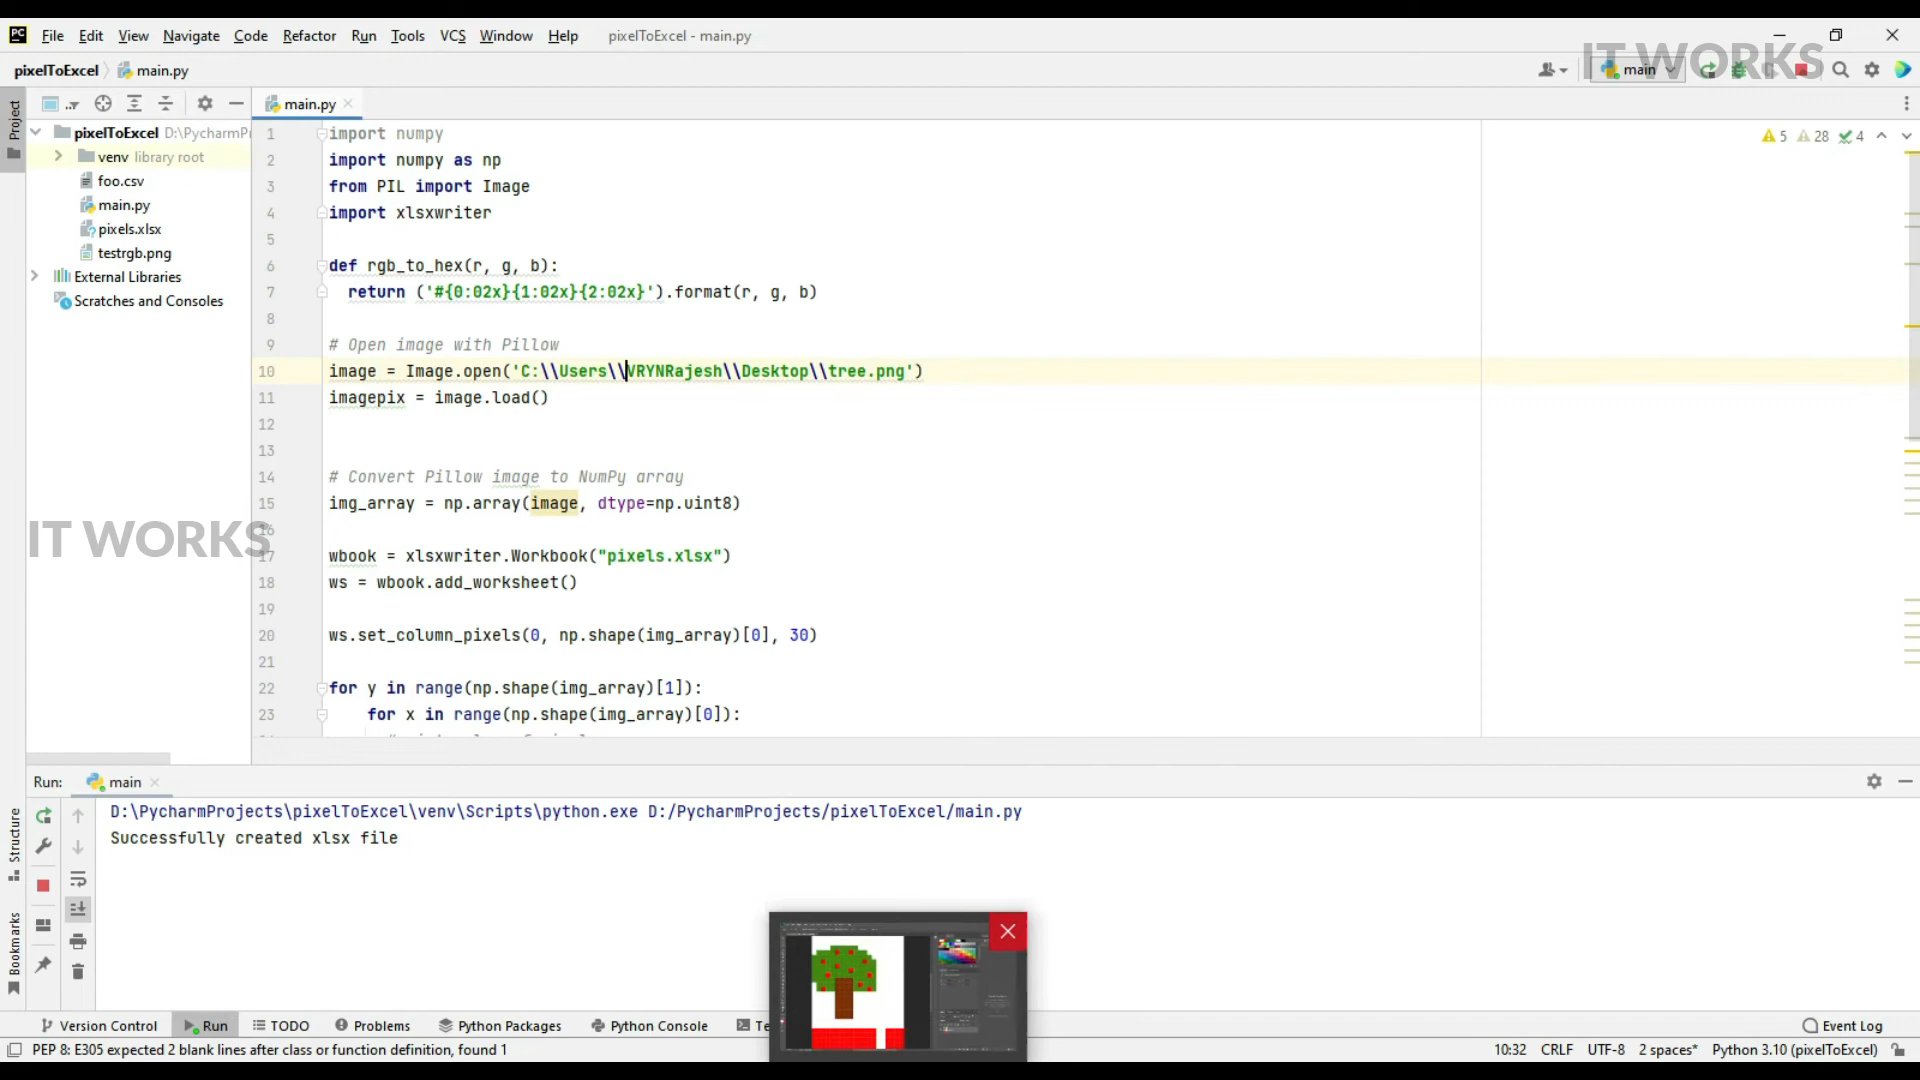 PC File Edit View Navigate Code Refactor Run Tools VCS Window Help pixelToExcel - main.py
IT WORKS
pixelToExcel main.py main
Project
main.py
5 28 4
pixelToExcel D:\PycharmPr
venv library root
foo.csv
main.py
pixels.xlsx
testrgb.png
External Libraries
Scratches and Consoles
1 import numpy
2 import numpy as np
3 from PIL import Image
4 import xlsxwriter
5
6 def rgb_to_hex(r, g, b):
7 return ('#{0:02x}{1:02x}{2:02x}').format(r, g, b)
8
9 # Open image with Pillow
10 image = Image.open('C:\\Users\\VRYNRajesh\\Desktop\\tree.png')
11 imagepix = image.load()
12
13
14 # Convert Pillow image to NumPy array
15 img_array = np.array(image, dtype=np.uint8)
16
IT WORKS
17 wbook = xlsxwriter.Workbook("pixels.xlsx")
18 ws = wbook.add_worksheet()
19
20 ws.set_column_pixels(0, np.shape(img_array)[0], 30)
21
22 for y in range(np.shape(img_array)[1]):
23 for x in range(np.shape(img_array)[0]):
Run: main
D:\PycharmProjects\pixelToExcel\venv\Scripts\python.exe D:/PycharmProjects/pixelToExcel/main.py
Successfully created xlsx file
Structure
Bookmarks
Version Control Run TODO Problems Python Packages Python Console Te Event Log
PEP 8: E305 expected 2 blank lines after class or function definition, found 1 10:32 CRLF UTF-8 2 spaces* Python 3.10 (pixelToExcel)